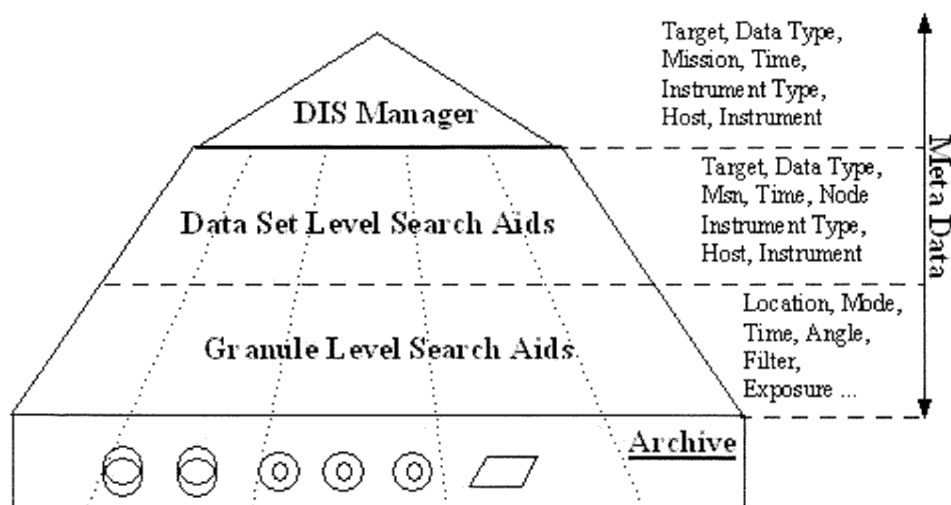 Target, Data Type,
Mission, Time,
Instrument Type,
Host, Instrument
DIS Manager
Target, Data Type,
Msn, Time, Node
Instrument Type,
Host, Instrument
Data Set Level Search Aids
Location, Mode,
Time, Angle,
Filter,
Exposure ...
Granule Level Search Aids
Archive
Meta Data